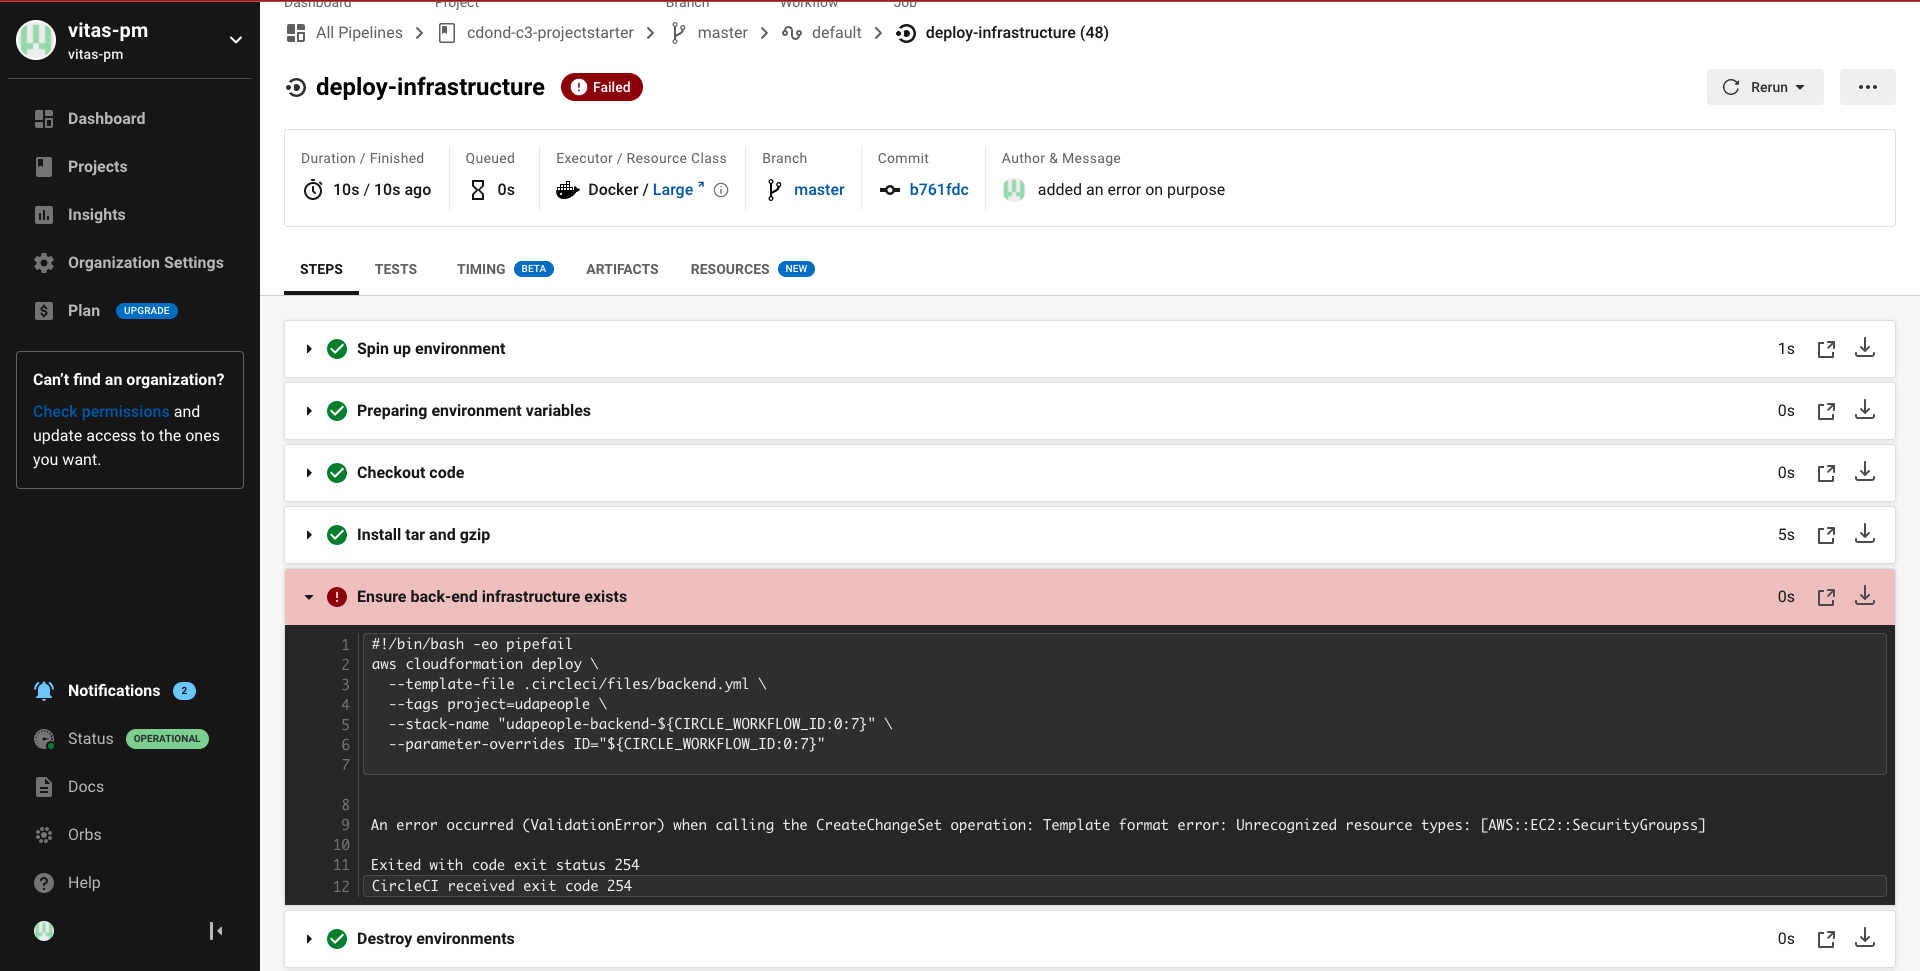 vitas-pm
vitas-pm
Dashboard
Projects
Insights
Organization Settings
Plan UPGRADE
Can't find an organization?
Check permissions and
update access to the ones
you want.
Notifications 2
Status OPERATIONAL
Docs
Orbs
Help
Dashboard Project Branch Workflow Job
All Pipelines cdond-c3-projectstarter master default deploy-infrastructure (48)
deploy-infrastructure Failed
Rerun
Duration / Finished Queued Executor / Resource Class Branch Commit Author & Message
10s / 10s ago 0s Docker / Large master b761fdc added an error on purpose
STEPS TESTS TIMING BETA ARTIFACTS RESOURCES NEW
Spin up environment 1s
Preparing environment variables 0s
Checkout code 0s
Install tar and gzip 5s
Ensure back-end infrastructure exists 0s
1 #!/bin/bash -eo pipefail
2 aws cloudformation deploy \
3 --template-file .circleci/files/backend.yml \
4 --tags project=udapeople \
5 --stack-name "udapeople-backend-${CIRCLE_WORKFLOW_ID:0:7}" \
6 --parameter-overrides ID="${CIRCLE_WORKFLOW_ID:0:7}"
7
8
9 An error occurred (ValidationError) when calling the CreateChangeSet operation: Template format error: Unrecognized resource types: [AWS::EC2::SecurityGroupss]
10
11 Exited with code exit status 254
12 CircleCI received exit code 254
Destroy environments 0s